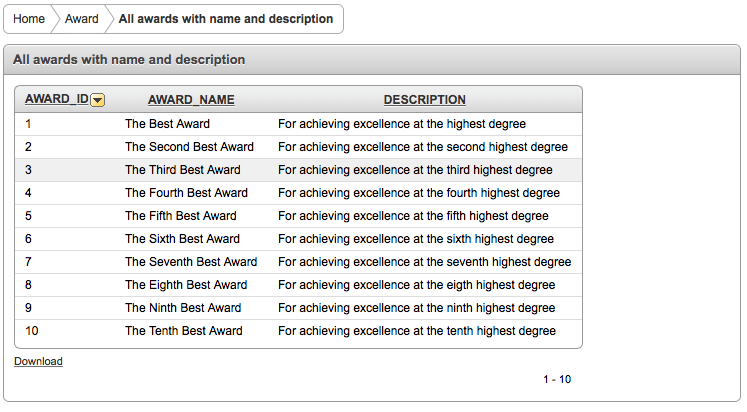 Home Award All awards with name and description
All awards with name and description
AWARD_ID AWARD_NAME DESCRIPTION
1 The Best Award For achieving excellence at the highest degree
2 The Second Best Award For achieving excellence at the second highest degree
3 The Third Best Award For achieving excellence at the third highest degree
4 The Fourth Best Award For achieving excellence at the fourth highest degree
5 The Fifth Best Award For achieving excellence at the fifth highest degree
6 The Sixth Best Award For achieving excellence at the sixth highest degree
7 The Seventh Best Award For achieving excellence at the seventh highest degree
8 The Eighth Best Award For achieving excellence at the eigth highest degree
9 The Ninth Best Award For achieving excellence at the ninth highest degree
10 The Tenth Best Award For achieving excellence at the tenth highest degree
Download
1 - 10